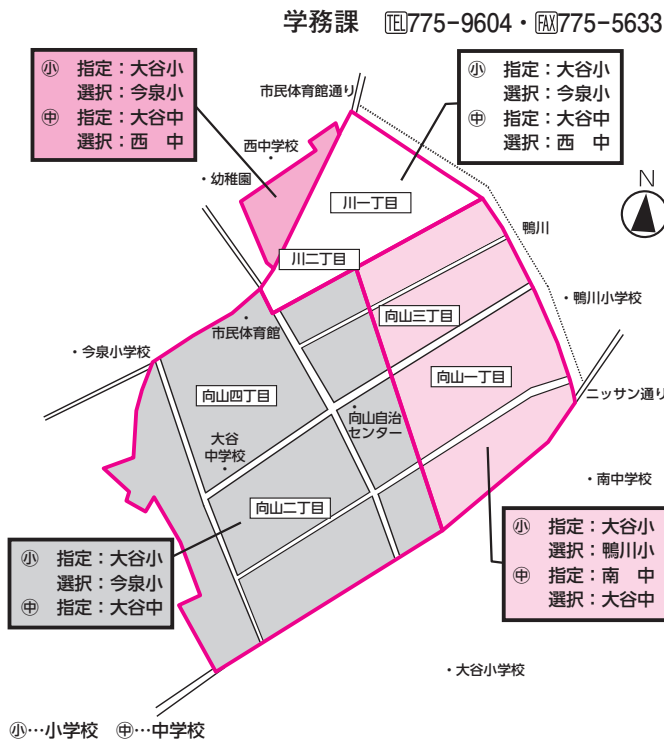 学務課 ℡775-9604・FAX775-5633
㋛ 指定：大谷小
選択：今泉小
㊥ 指定：大谷中
選択：西　中
市民体育館通り
㋛ 指定：大谷小
選択：今泉小
㊥ 指定：大谷中
選択：西　中
西中学校
・幼稚園
川一丁目
N
鴨川
川二丁目
・鴨川小学校
向山三丁目
市民体育館
・今泉小学校
向山一丁目
ニッサン通り
向山四丁目
向山自治
センター
大谷
中学校
・南中学校
向山二丁目
㋛ 指定：大谷小
選択：鴨川小
㊥ 指定：南　中
選択：大谷中
㋛ 指定：大谷小
選択：今泉小
㊥ 指定：大谷中
・大谷小学校
㋛…小学校 ㊥…中学校